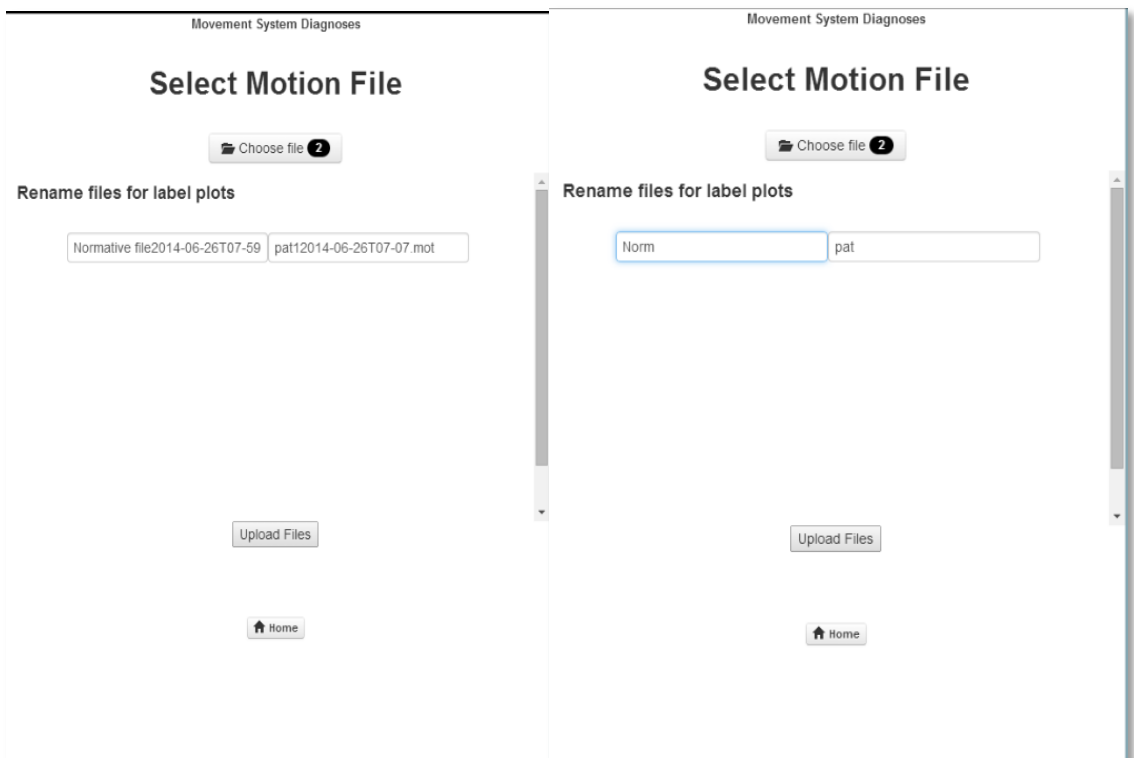 Movement System Diagnoses
Select Motion File
Choose file 2
Rename files for label plots
Normative file2014-06-26T07-59 pat12014-06-26T07-07.mot
Upload Files
Home
Movement System Diagnoses
Select Motion File
Choose file 2
Rename files for label plots
Norm pat
Upload Files
Home